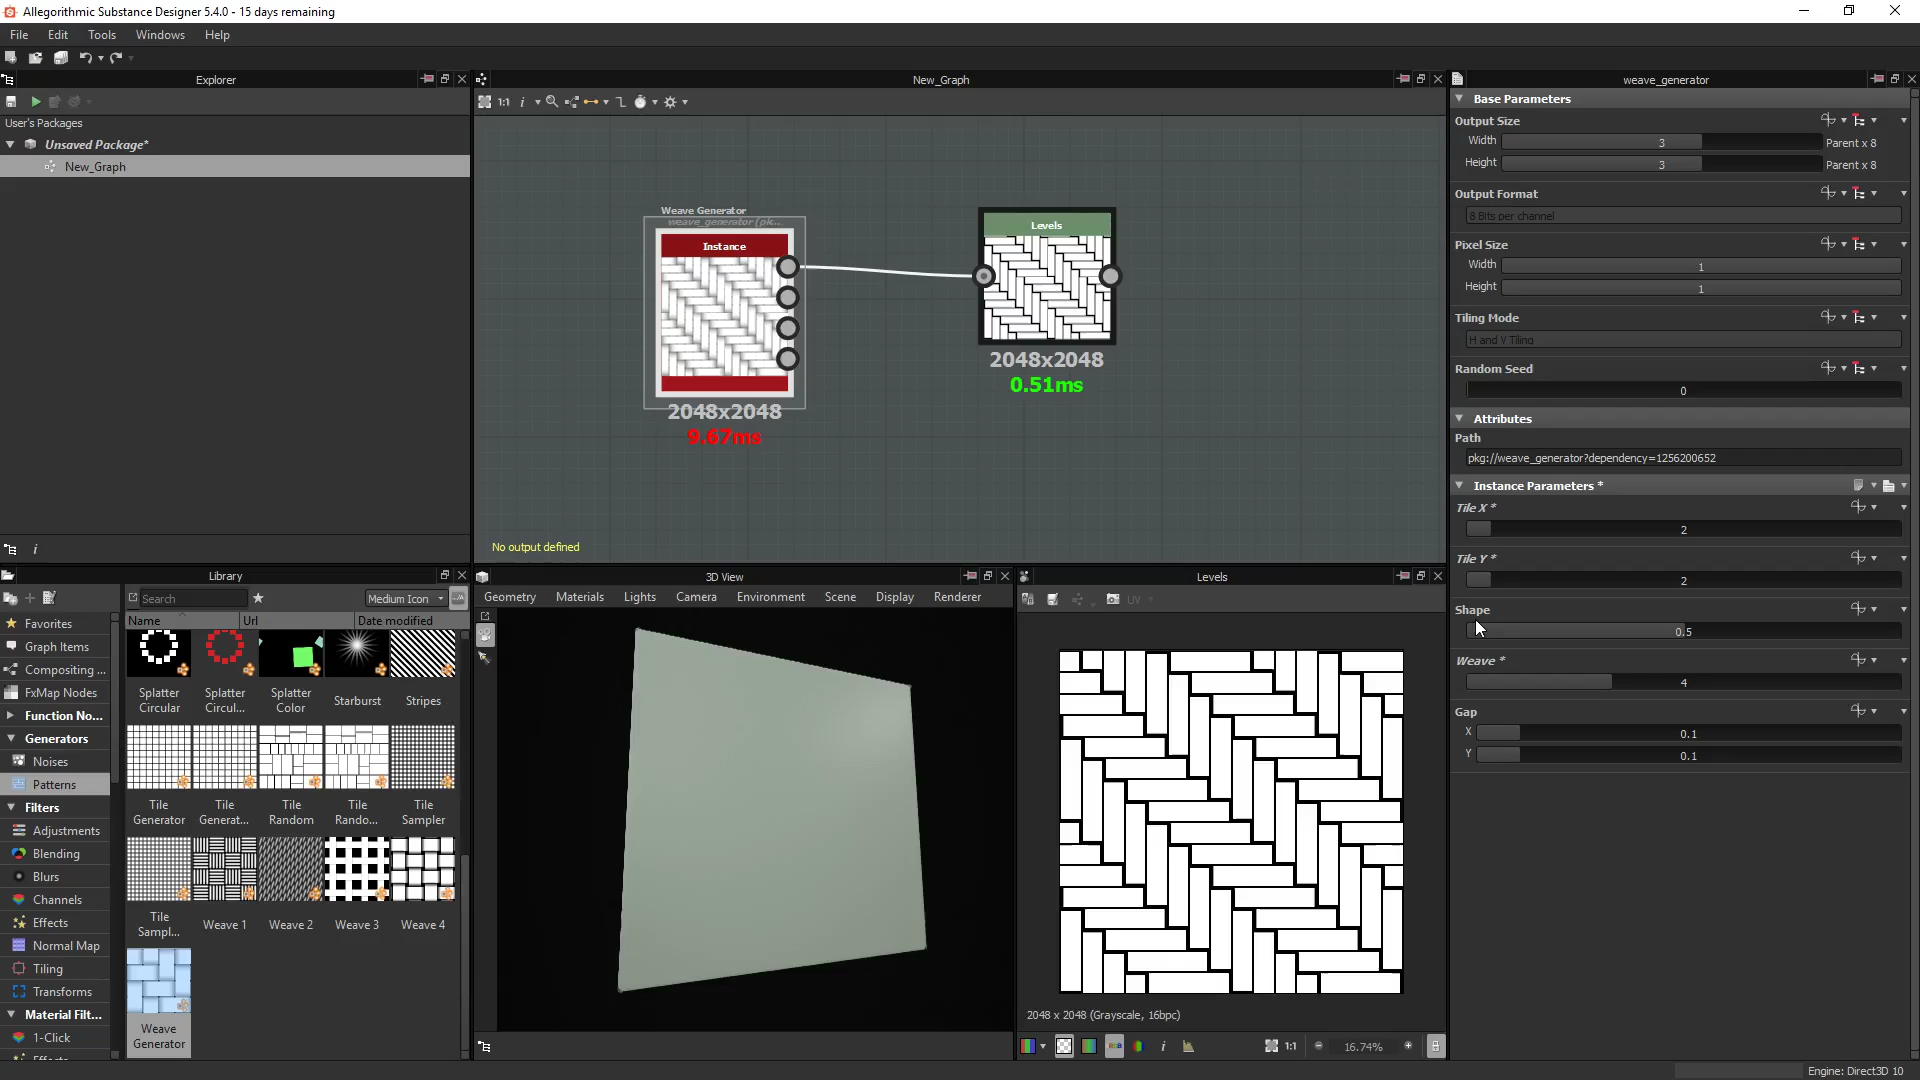 Allegorithmic Substance Designer 5.4.0 - 15 days remaining
File Edit Tools Windows Help
Explorer
User's Packages
Unsaved Package*
New_Graph
New_Graph
1:1
i
Weave Generator
weave_generator (pk...
Instance
2048x2048
9.67ms
Levels
2048x2048
0.51ms
No output defined
weave_generator
Base Parameters
Output Size
Width 3 Parent x 8
Height 3 Parent x 8
Output Format
8 Bits per channel
Pixel Size
Width 1
Height 1
Tiling Mode
H and V Tiling
Random Seed
0
Attributes
Path
pkg://weave_generator?dependency=1256200652
Instance Parameters *
Tile X *
2
Tile Y *
2
Shape
0.5
Weave *
4
Gap
X 0.1
Y 0.1
i
Library
Search
Medium Icon
Name Url Date modified
Favorites
Graph Items
Compositing ...
FxMap Nodes
Function No...
Generators
Noises
Patterns
Filters
Adjustments
Blending
Blurs
Channels
Effects
Normal Map
Tiling
Transforms
Material Filt...
1-Click
Effects
Splatter Circular
Splatter Circul...
Splatter Color
Starburst
Stripes
Tile Generator
Tile Generat...
Tile Random
Tile Rando...
Tile Sampler
Tile Sampl...
Weave 1
Weave 2
Weave 3
Weave 4
Weave Generator
3D View
Geometry Materials Lights Camera Environment Scene Display Renderer
Levels
UV
2048 x 2048 (Grayscale, 16bpc)
i
1:1
16.74%
Engine: Direct3D 10